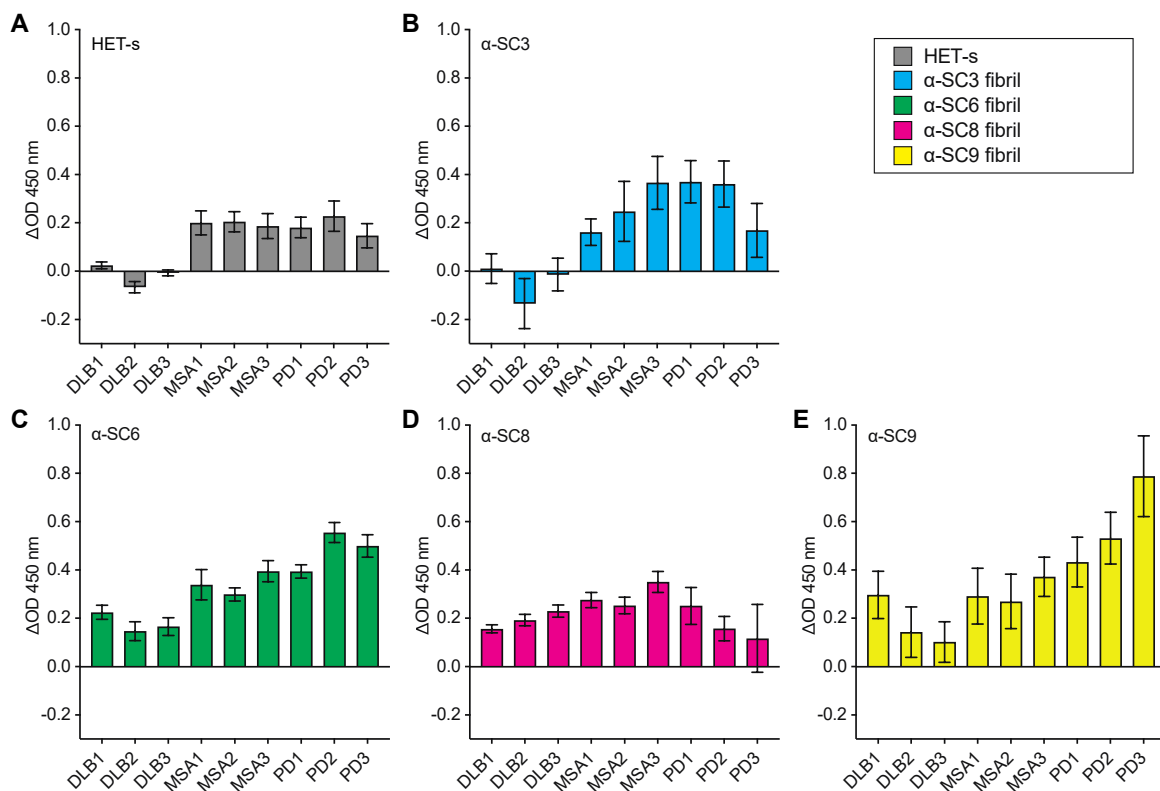 A
HET-s
ΔOD 450 nm
1.0
0.8
0.6
0.4
0.2
0.0
-0.2
DLB1
DLB2
DLB3
MSA1
MSA2
MSA3
PD1
PD2
PD3
B
α-SC3
ΔOD 450 nm
1.0
0.8
0.6
0.4
0.2
0.0
-0.2
DLB1
DLB2
DLB3
MSA1
MSA2
MSA3
PD1
PD2
PD3
HET-s
α-SC3 fibril
α-SC6 fibril
α-SC8 fibril
α-SC9 fibril
C
α-SC6
ΔOD 450 nm
1.0
0.8
0.6
0.4
0.2
0.0
-0.2
DLB1
DLB2
DLB3
MSA1
MSA2
MSA3
PD1
PD2
PD3
D
α-SC8
ΔOD 450 nm
1.0
0.8
0.6
0.4
0.2
0.0
-0.2
DLB1
DLB2
DLB3
MSA1
MSA2
MSA3
PD1
PD2
PD3
E
α-SC9
ΔOD 450 nm
1.0
0.8
0.6
0.4
0.2
0.0
-0.2
DLB1
DLB2
DLB3
MSA1
MSA2
MSA3
PD1
PD2
PD3